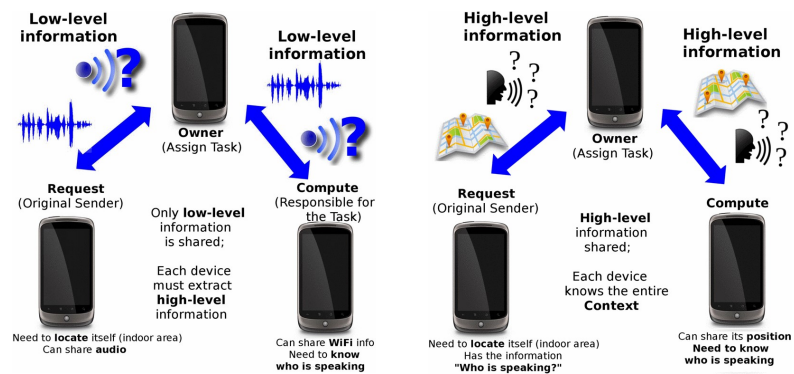 Low-level
information
?
Low-level
information
?
Owner
(Assign Task)
Request
(Original Sender)
Compute
(Responsible for
the Task)
Only low-level
information
is shared;
Each device
must extract
high-level
information
Need to locate itself (indoor area)
Can share audio
Can share WiFi info
Need to know
who is speaking
High-level
information
? ? ?
High-level
information
? ? ?
Owner
(Assign Task)
Request
(Original Sender)
Compute
High-level
information
shared;
Each device
knows the entire
Context
Need to locate itself (indoor area)
Has the information
"Who is speaking?"
Can share its position
Need to know
who is speaking